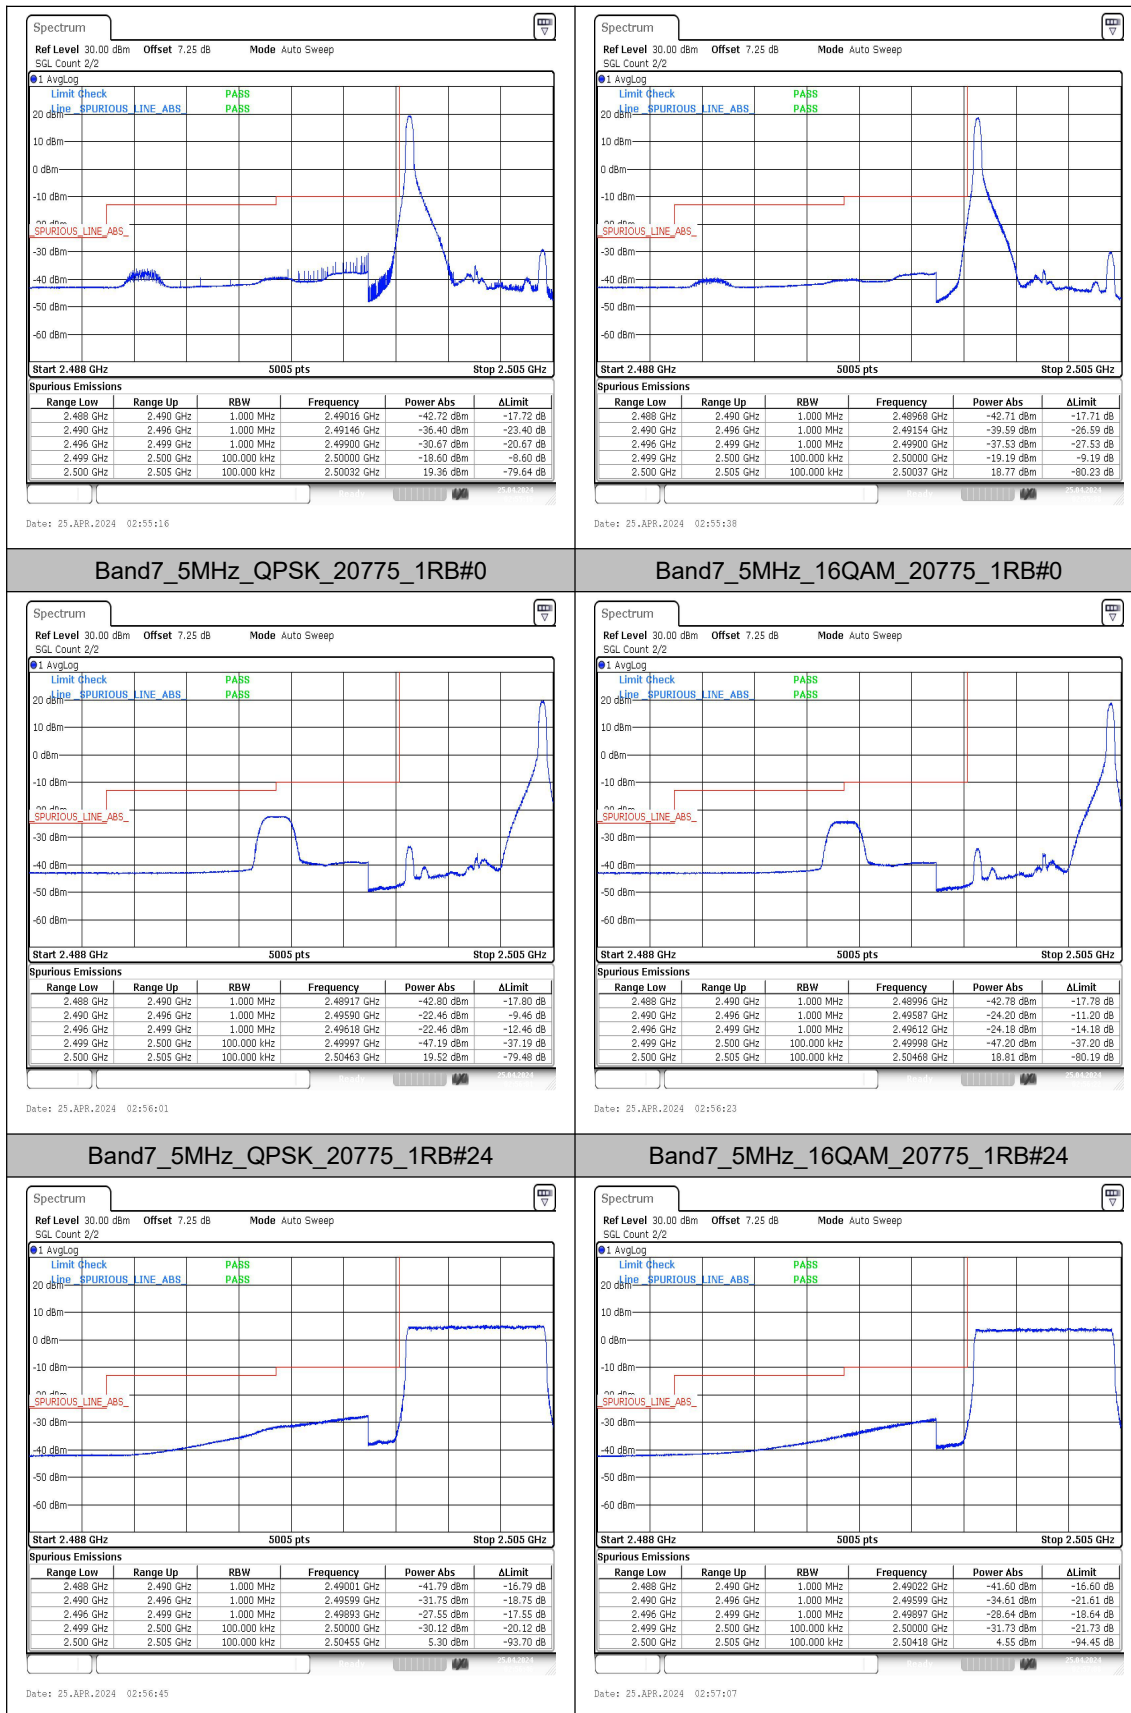 Spectrum
Ref Level 30.00 dBm Offset 7.25 dB Mode Auto Sweep
SGL Count 2/2
1 AvgLog
Limit Check PASS
Line _SPURIOUS_LINE_ABS_ PASS
20 dBm
10 dBm
0 dBm
-10 dBm
-20 dBm
_SPURIOUS_LINE_ABS_
-30 dBm
-40 dBm
-50 dBm
-60 dBm
Start 2.488 GHz 5005 pts Stop 2.505 GHz
Spurious Emissions
Range Low Range Up RBW Frequency Power Abs ΔLimit
2.488 GHz 2.490 GHz 1.000 MHz 2.49016 GHz -42.72 dBm -17.72 dB
2.490 GHz 2.496 GHz 1.000 MHz 2.49146 GHz -36.40 dBm -23.40 dB
2.496 GHz 2.499 GHz 1.000 MHz 2.49900 GHz -30.67 dBm -20.67 dB
2.499 GHz 2.500 GHz 100.000 kHz 2.50000 GHz -18.60 dBm -8.60 dB
2.500 GHz 2.505 GHz 100.000 kHz 2.50032 GHz 19.36 dBm -79.64 dB
25.04.2024
Date: 25.APR.2024 02:55:16
Spectrum
Ref Level 30.00 dBm Offset 7.25 dB Mode Auto Sweep
SGL Count 2/2
1 AvgLog
Limit Check PASS
Line _SPURIOUS_LINE_ABS_ PASS
20 dBm
10 dBm
0 dBm
-10 dBm
-20 dBm
_SPURIOUS_LINE_ABS_
-30 dBm
-40 dBm
-50 dBm
-60 dBm
Start 2.488 GHz 5005 pts Stop 2.505 GHz
Spurious Emissions
Range Low Range Up RBW Frequency Power Abs ΔLimit
2.488 GHz 2.490 GHz 1.000 MHz 2.48968 GHz -42.71 dBm -17.71 dB
2.490 GHz 2.496 GHz 1.000 MHz 2.49154 GHz -39.59 dBm -26.59 dB
2.496 GHz 2.499 GHz 1.000 MHz 2.49900 GHz -37.53 dBm -27.53 dB
2.499 GHz 2.500 GHz 100.000 kHz 2.50000 GHz -19.19 dBm -9.19 dB
2.500 GHz 2.505 GHz 100.000 kHz 2.50037 GHz 18.77 dBm -80.23 dB
25.04.2024
Date: 25.APR.2024 02:55:38
Band7_5MHz_QPSK_20775_1RB#0
Band7_5MHz_16QAM_20775_1RB#0
Spectrum
Ref Level 30.00 dBm Offset 7.25 dB Mode Auto Sweep
SGL Count 2/2
1 AvgLog
Limit Check PASS
Line _SPURIOUS_LINE_ABS_ PASS
20 dBm
10 dBm
0 dBm
-10 dBm
-20 dBm
_SPURIOUS_LINE_ABS_
-30 dBm
-40 dBm
-50 dBm
-60 dBm
Start 2.488 GHz 5005 pts Stop 2.505 GHz
Spurious Emissions
Range Low Range Up RBW Frequency Power Abs ΔLimit
2.488 GHz 2.490 GHz 1.000 MHz 2.48917 GHz -42.80 dBm -17.80 dB
2.490 GHz 2.496 GHz 1.000 MHz 2.49590 GHz -22.46 dBm -9.46 dB
2.496 GHz 2.499 GHz 1.000 MHz 2.49618 GHz -22.46 dBm -12.46 dB
2.499 GHz 2.500 GHz 100.000 kHz 2.49997 GHz -47.19 dBm -37.19 dB
2.500 GHz 2.505 GHz 100.000 kHz 2.50463 GHz 19.52 dBm -79.48 dB
25.04.2024
Date: 25.APR.2024 02:56:01
Spectrum
Ref Level 30.00 dBm Offset 7.25 dB Mode Auto Sweep
SGL Count 2/2
1 AvgLog
Limit Check PASS
Line _SPURIOUS_LINE_ABS_ PASS
20 dBm
10 dBm
0 dBm
-10 dBm
-20 dBm
_SPURIOUS_LINE_ABS_
-30 dBm
-40 dBm
-50 dBm
-60 dBm
Start 2.488 GHz 5005 pts Stop 2.505 GHz
Spurious Emissions
Range Low Range Up RBW Frequency Power Abs ΔLimit
2.488 GHz 2.490 GHz 1.000 MHz 2.48996 GHz -42.78 dBm -17.78 dB
2.490 GHz 2.496 GHz 1.000 MHz 2.49587 GHz -24.20 dBm -11.20 dB
2.496 GHz 2.499 GHz 1.000 MHz 2.49612 GHz -24.18 dBm -14.18 dB
2.499 GHz 2.500 GHz 100.000 kHz 2.49998 GHz -47.20 dBm -37.20 dB
2.500 GHz 2.505 GHz 100.000 kHz 2.50468 GHz 18.81 dBm -80.19 dB
25.04.2024
Date: 25.APR.2024 02:56:23
Band7_5MHz_QPSK_20775_1RB#24
Band7_5MHz_16QAM_20775_1RB#24
Spectrum
Ref Level 30.00 dBm Offset 7.25 dB Mode Auto Sweep
SGL Count 2/2
1 AvgLog
Limit Check PASS
Line _SPURIOUS_LINE_ABS_ PASS
20 dBm
10 dBm
0 dBm
-10 dBm
-20 dBm
_SPURIOUS_LINE_ABS_
-30 dBm
-40 dBm
-50 dBm
-60 dBm
Start 2.488 GHz 5005 pts Stop 2.505 GHz
Spurious Emissions
Range Low Range Up RBW Frequency Power Abs ΔLimit
2.488 GHz 2.490 GHz 1.000 MHz 2.49001 GHz -41.79 dBm -16.79 dB
2.490 GHz 2.496 GHz 1.000 MHz 2.49599 GHz -31.75 dBm -18.75 dB
2.496 GHz 2.499 GHz 1.000 MHz 2.49893 GHz -27.55 dBm -17.55 dB
2.499 GHz 2.500 GHz 100.000 kHz 2.50000 GHz -30.12 dBm -20.12 dB
2.500 GHz 2.505 GHz 100.000 kHz 2.50455 GHz 5.30 dBm -93.70 dB
25.04.2024
Date: 25.APR.2024 02:56:45
Spectrum
Ref Level 30.00 dBm Offset 7.25 dB Mode Auto Sweep
SGL Count 2/2
1 AvgLog
Limit Check PASS
Line _SPURIOUS_LINE_ABS_ PASS
20 dBm
10 dBm
0 dBm
-10 dBm
-20 dBm
_SPURIOUS_LINE_ABS_
-30 dBm
-40 dBm
-50 dBm
-60 dBm
Start 2.488 GHz 5005 pts Stop 2.505 GHz
Spurious Emissions
Range Low Range Up RBW Frequency Power Abs ΔLimit
2.488 GHz 2.490 GHz 1.000 MHz 2.49022 GHz -41.60 dBm -16.60 dB
2.490 GHz 2.496 GHz 1.000 MHz 2.49599 GHz -34.61 dBm -21.61 dB
2.496 GHz 2.499 GHz 1.000 MHz 2.49897 GHz -28.64 dBm -18.64 dB
2.499 GHz 2.500 GHz 100.000 kHz 2.50000 GHz -31.73 dBm -21.73 dB
2.500 GHz 2.505 GHz 100.000 kHz 2.50418 GHz 4.55 dBm -94.45 dB
25.04.2024
Date: 25.APR.2024 02:57:07